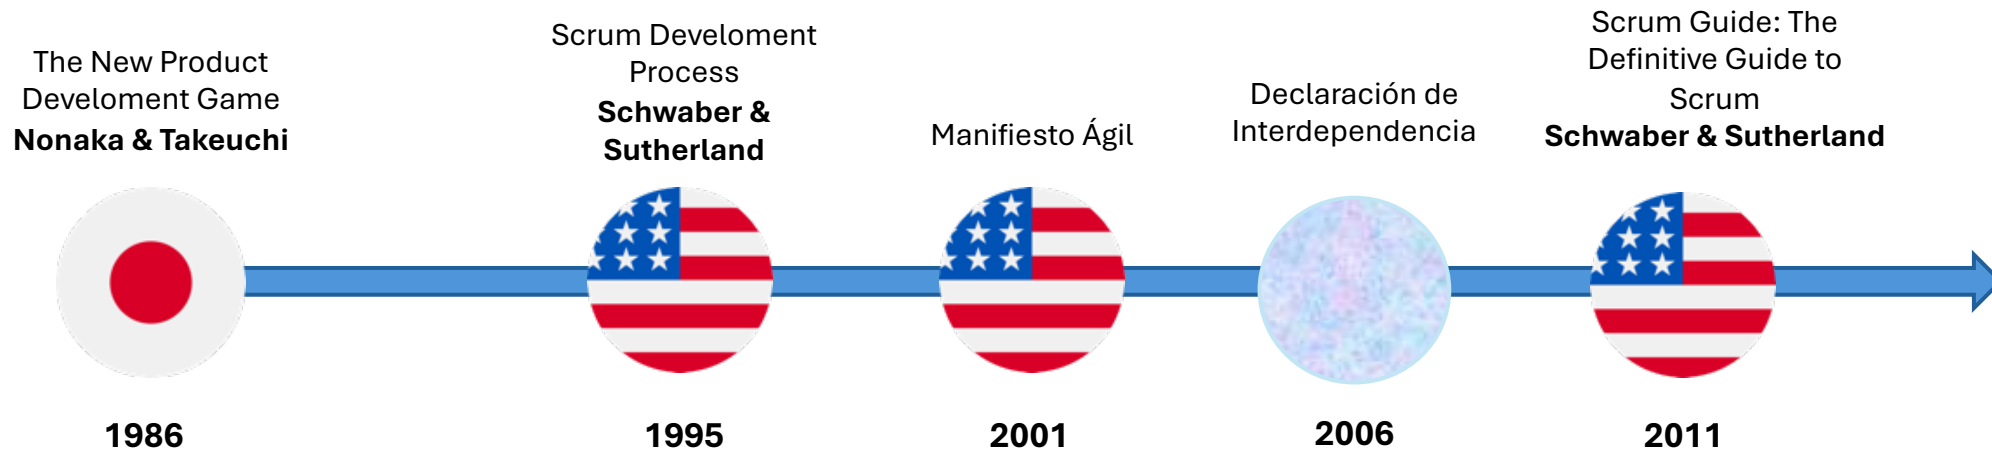 The New Product
Develoment Game
Nonaka & Takeuchi
1986
Scrum Develoment
Process
Schwaber &
Sutherland
1995
Manifiesto Ágil
2001
Declaración de
Interdependencia
2006
Scrum Guide: The
Definitive Guide to
Scrum
Schwaber & Sutherland
2011